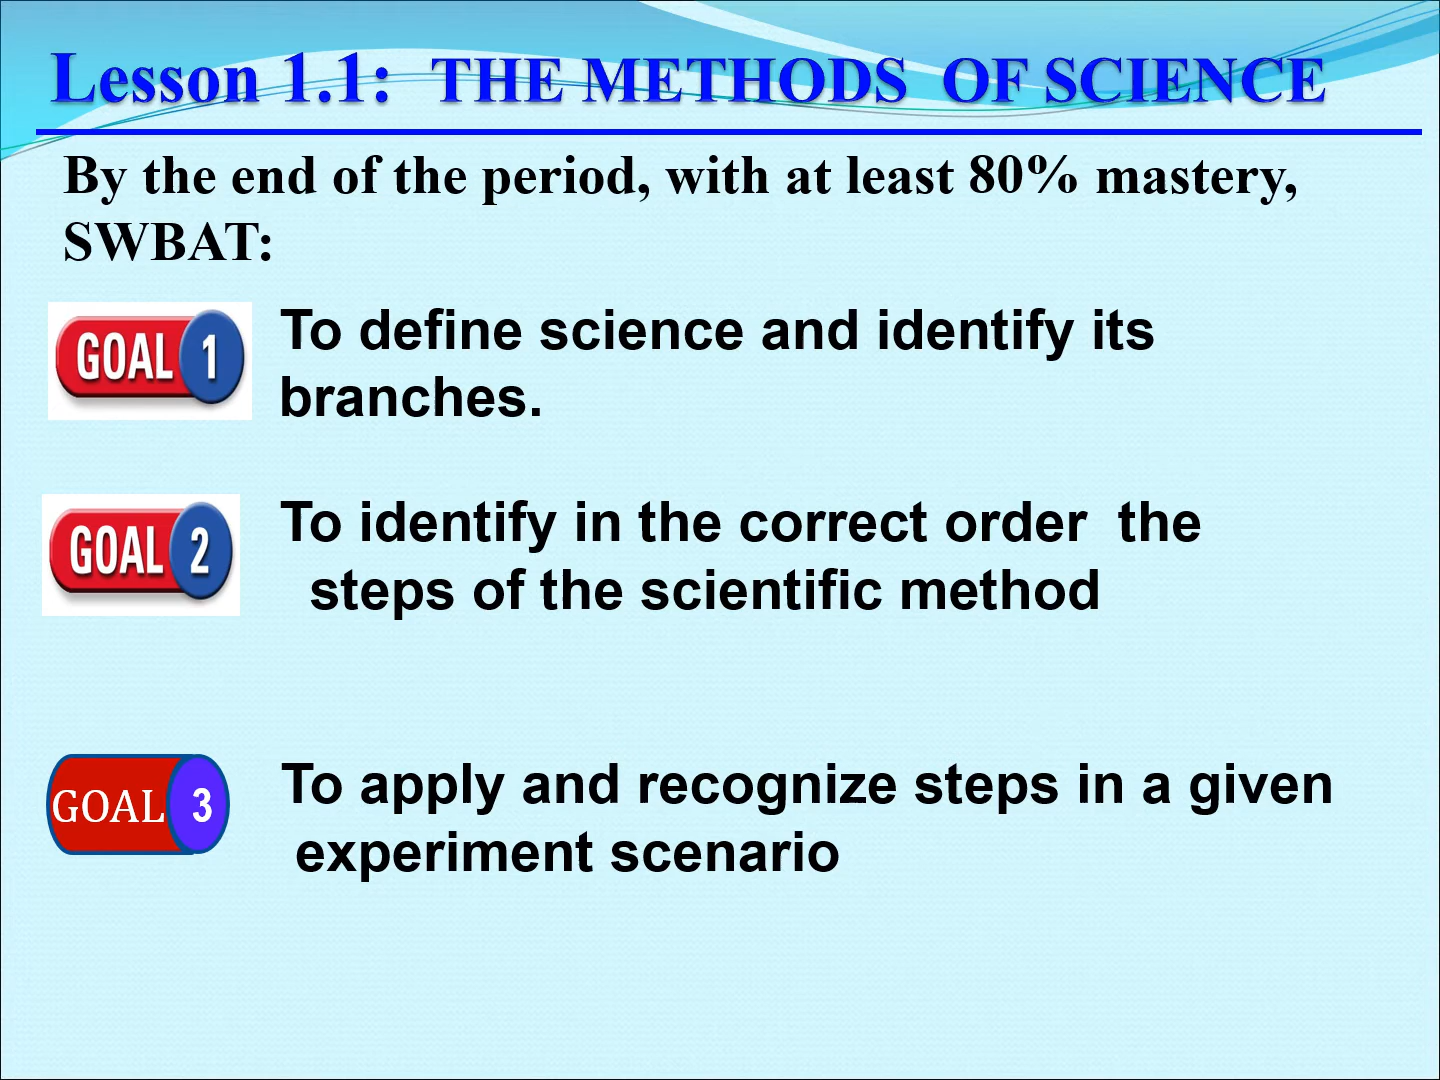 Lesson 1.1: THE METHODS OF SCIENCE
By the end of the period, with at least 80% mastery,
SWBAT:
GOAL 1
To define science and identify its
branches.
GOAL 2
To identify in the correct order the
steps of the scientific method
GOAL 3
To apply and recognize steps in a given
experiment scenario